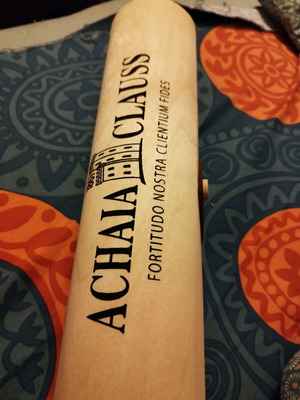 ACHAIA CLAUSS
FORTITUDO NOSTRA CLIENTIUM FIDES